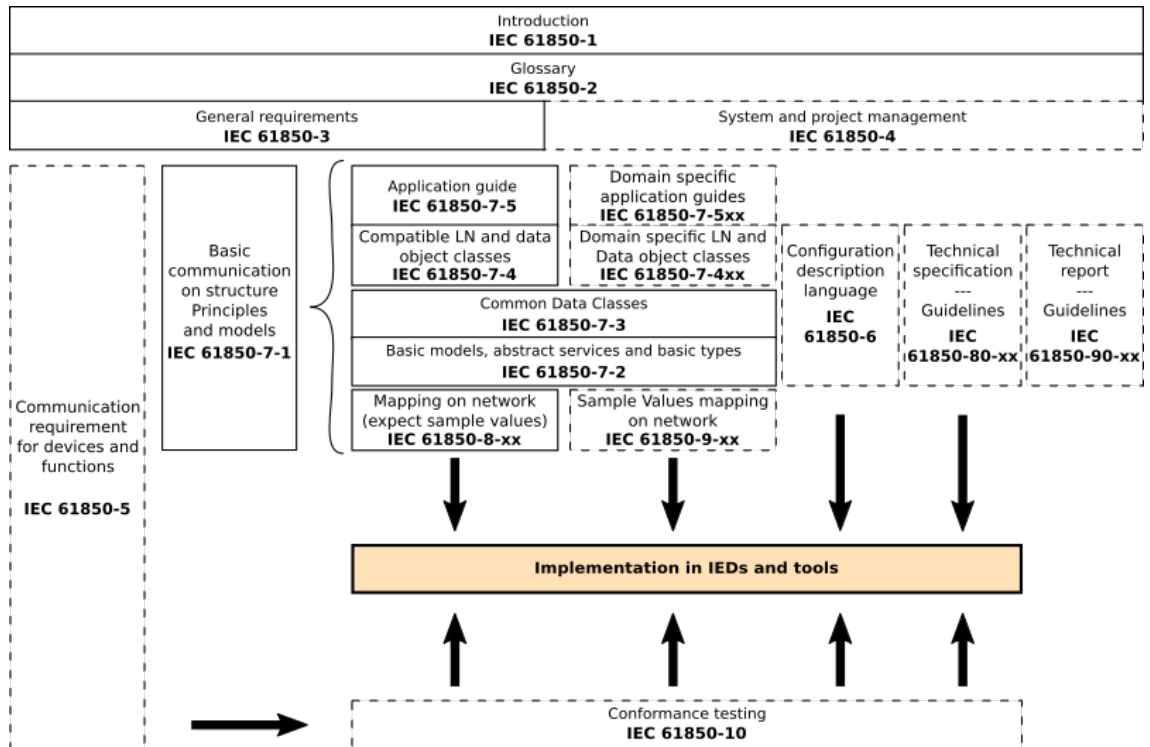 Introduction
IEC 61850-1
Glossary
IEC 61850-2
General requirements
IEC 61850-3
System and project management
IEC 61850-4
Communication
requirement
for devices and
functions
IEC 61850-5
Basic
communication
on structure
Principles
and models
IEC 61850-7-1
Application guide
IEC 61850-7-5
Domain specific
application guides
IEC 61850-7-5xx
Compatible LN and data
object classes
IEC 61850-7-4
Domain specific LN and
Data object classes
IEC 61850-7-4xx
Common Data Classes
IEC 61850-7-3
Basic models, abstract services and basic types
IEC 61850-7-2
Mapping on network
(expect sample values)
IEC 61850-8-xx
Sample Values mapping
on network
IEC 61850-9-xx
Configuration
description
language
IEC
61850-6
Technical
specification
---
Guidelines
IEC
61850-80-xx
Technical
report
---
Guidelines
IEC
61850-90-xx
Implementation in IEDs and tools
Conformance testing
IEC 61850-10